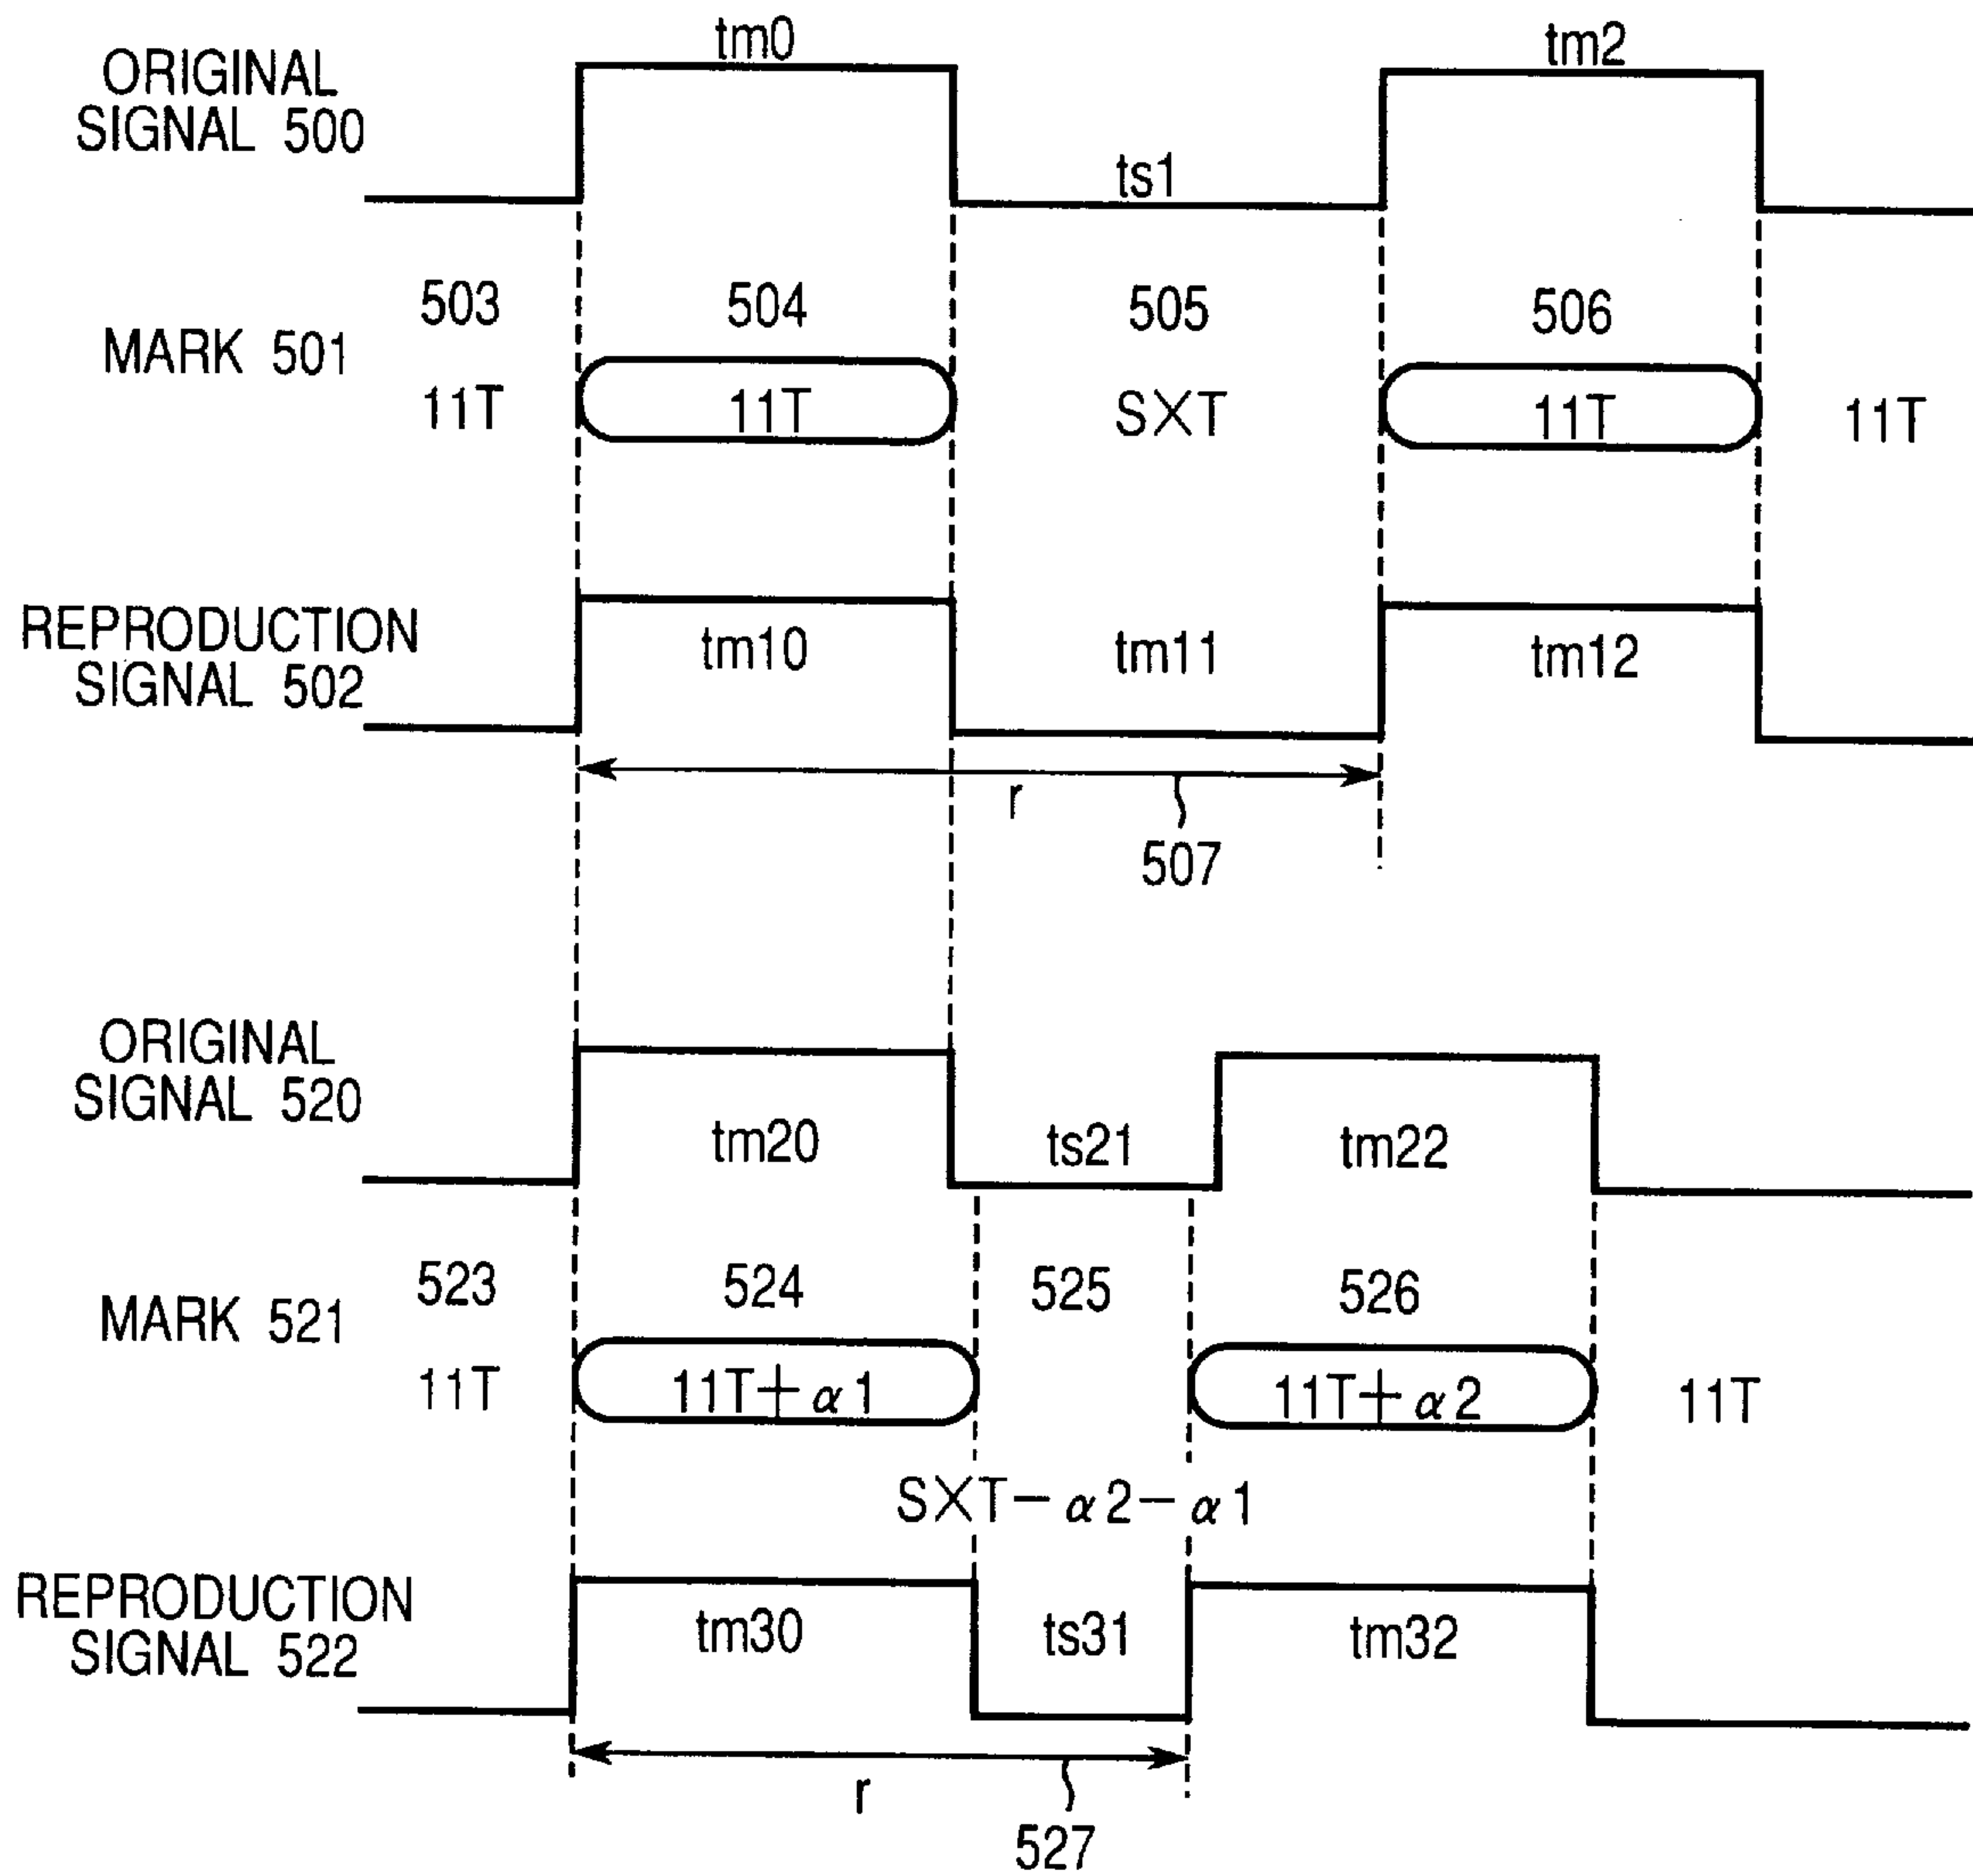 tm0
tm2
ORIGINAL
SIGNAL 500
ts1
503
504
505
506
MARK 501
11T
11T
SXT
11T
11T
REPRODUCTION
SIGNAL 502
tm10
tm11
tm12
r
507
ORIGINAL
SIGNAL 520
tm20
ts21
tm22
523
524
525
526
MARK 521
11T
11T+α1
11T+α2
11T
SXT-α2-α1
REPRODUCTION
SIGNAL 522
tm30
ts31
tm32
r
527